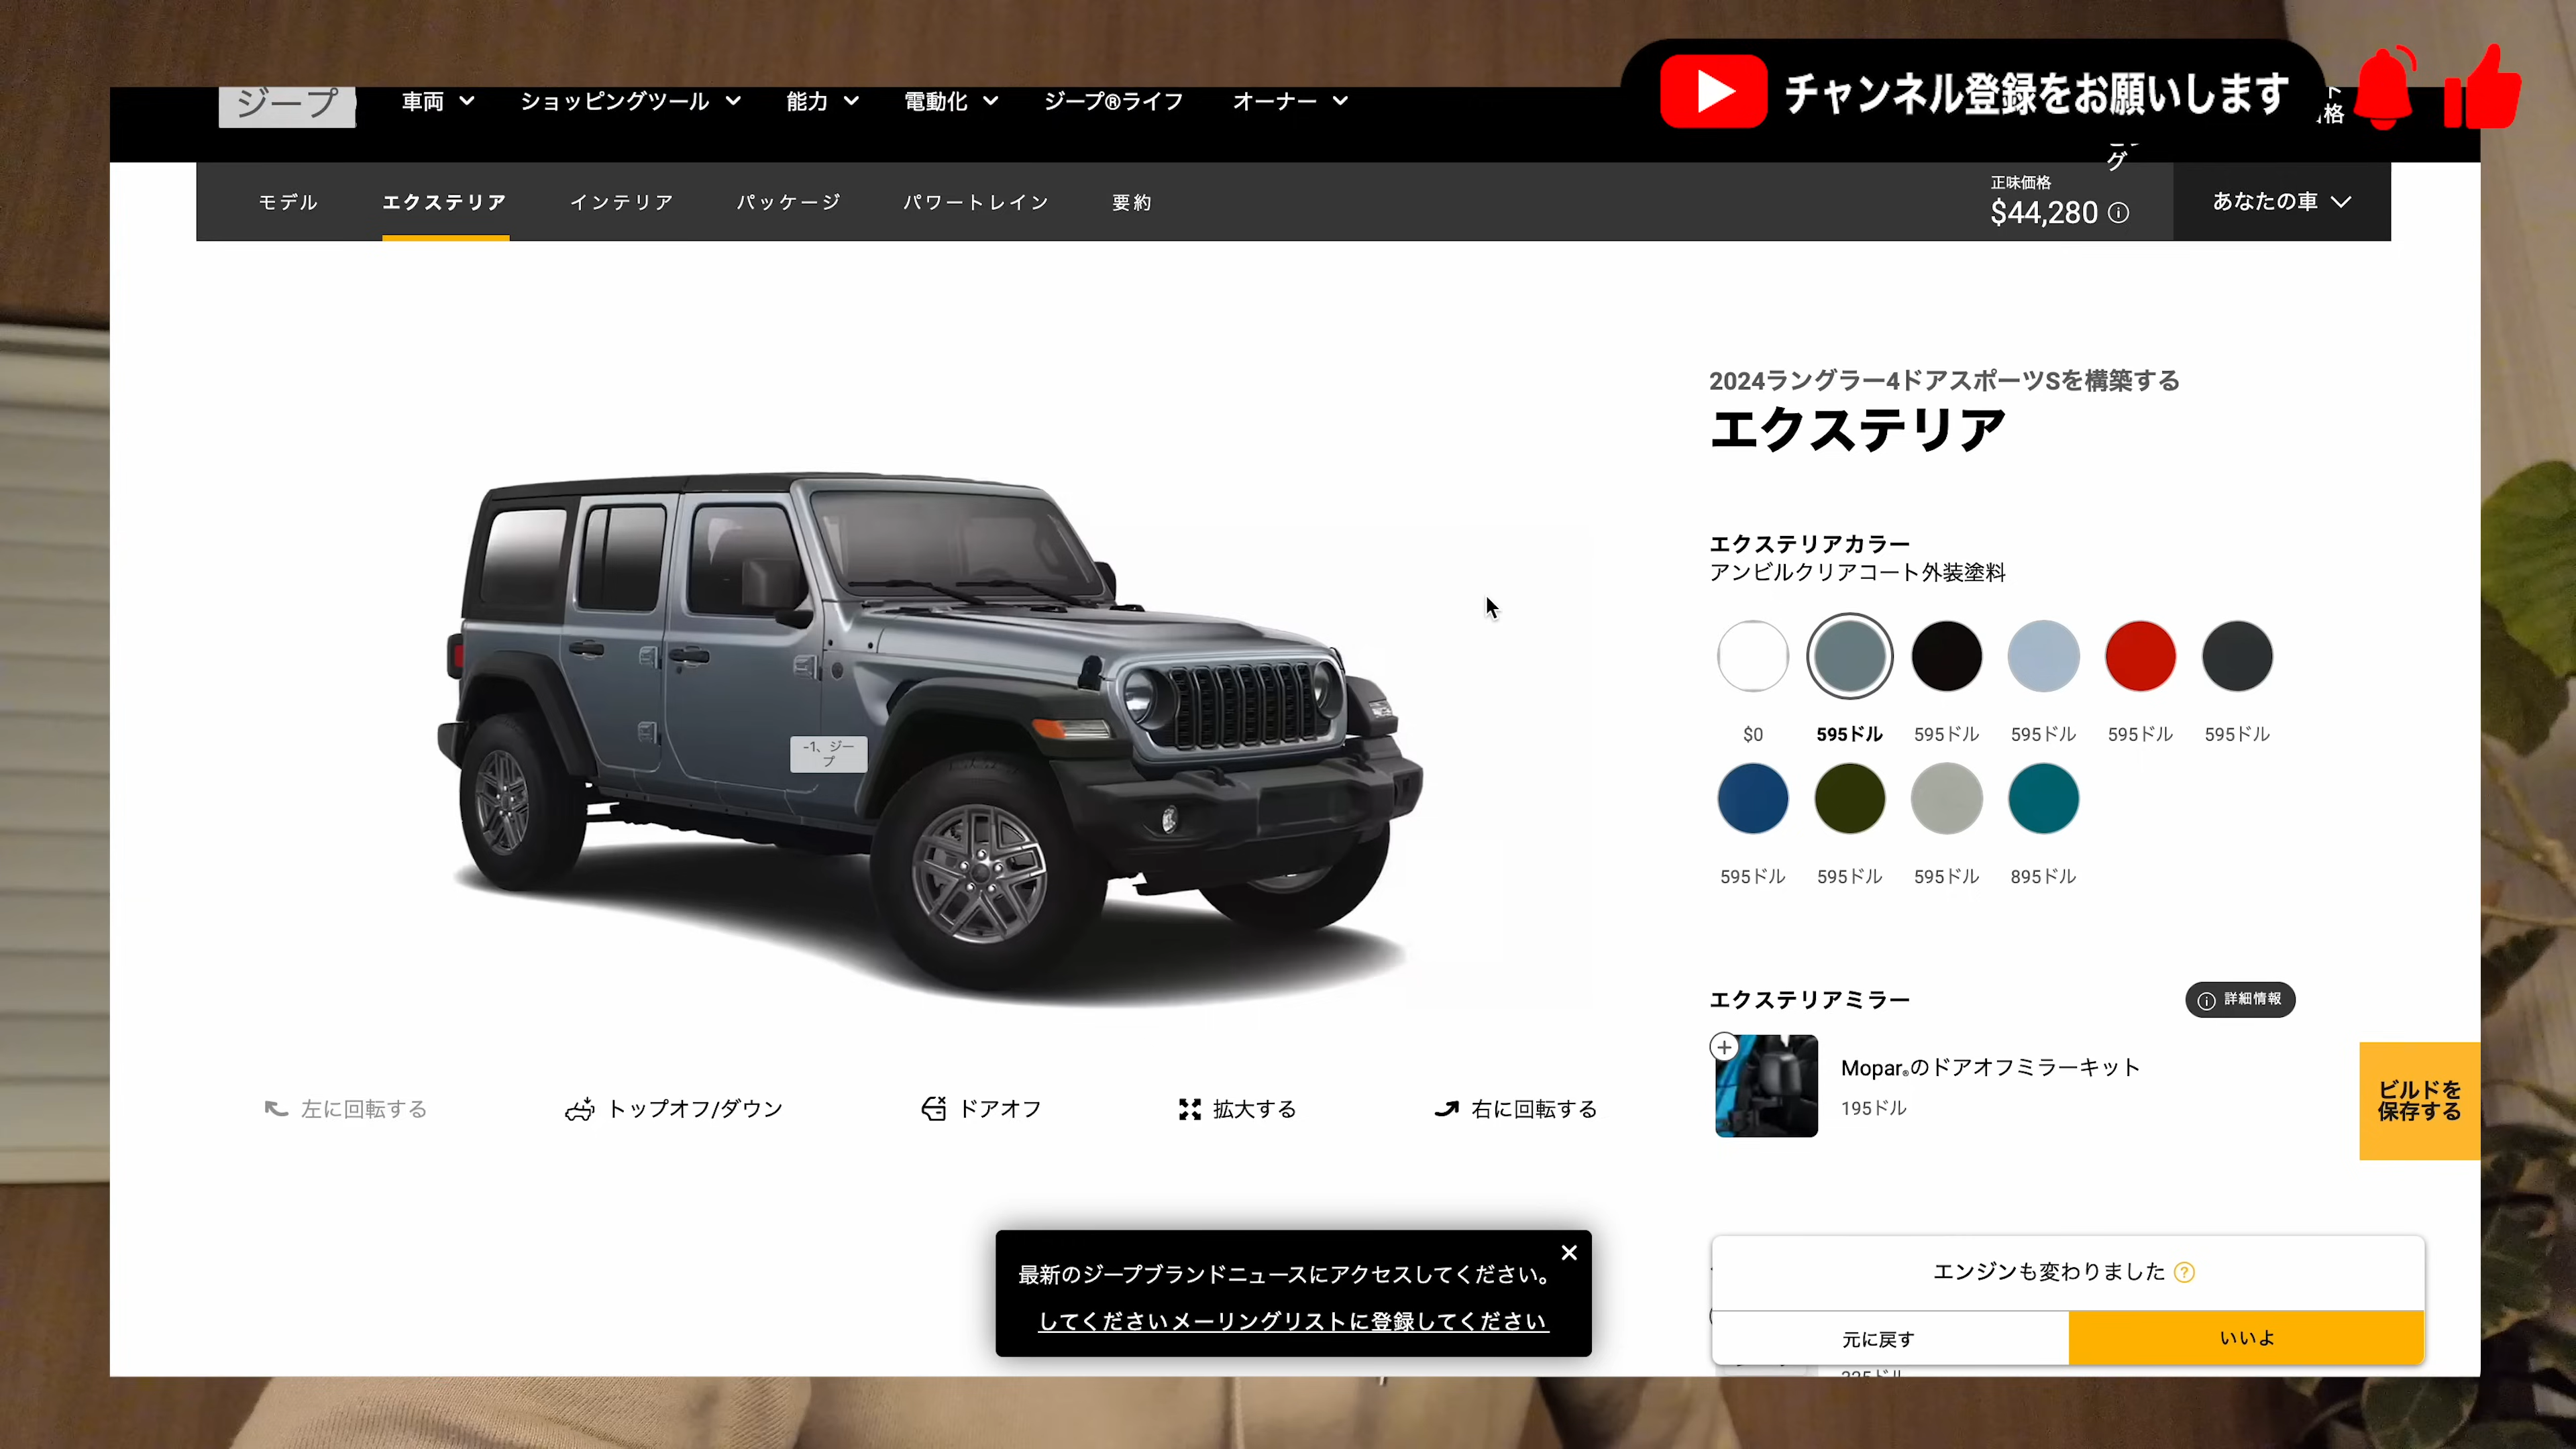 チャンネル登録をお願いします
ジープ
車両
ショッピングツール
能力
電動化
ジープ®ライフ
オーナー
格
グ
モデル
エクステリア
インテリア
パッケージ
パワートレイン
要約
正味価格
$44,280
あなたの車
2024ラングラー4ドアスポーツSを構築する
エクステリア
エクステリアカラー
アンビルクリアコート外装塗料
$0
595ドル
595ドル
595ドル
595ドル
595ドル
595ドル
595ドル
595ドル
895ドル
-1、ジー
プ
エクステリアミラー
詳細情報
Mopar®のドアオフミラーキット
195ドル
ビルドを
保存する
左に回転する
トップオフ/ダウン
ドアオフ
拡大する
右に回転する
最新のジープブランドニュースにアクセスしてください。
してくださいメーリングリストに登録してください
エンジンも変わりました
元に戻す
いいよ